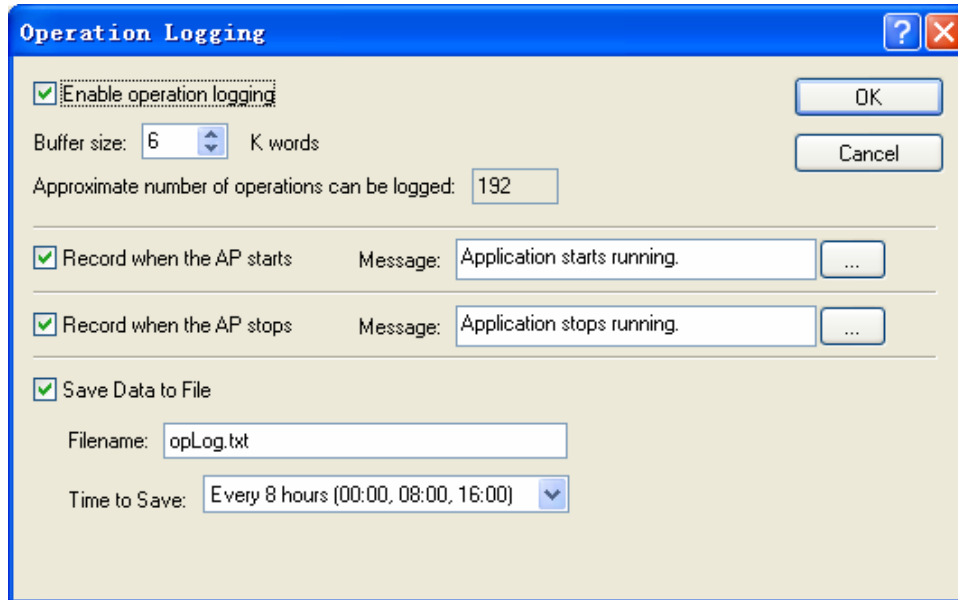 Operation Logging
Enable operation logging
OK
Buffer size: 6 K words
Cancel
Approximate number of operations can be logged: 192
Record when the AP starts Message: Application starts running. ...
Record when the AP stops Message: Application stops running. ...
Save Data to File
Filename: opLog.txt
Time to Save: Every 8 hours (00:00, 08:00, 16:00)